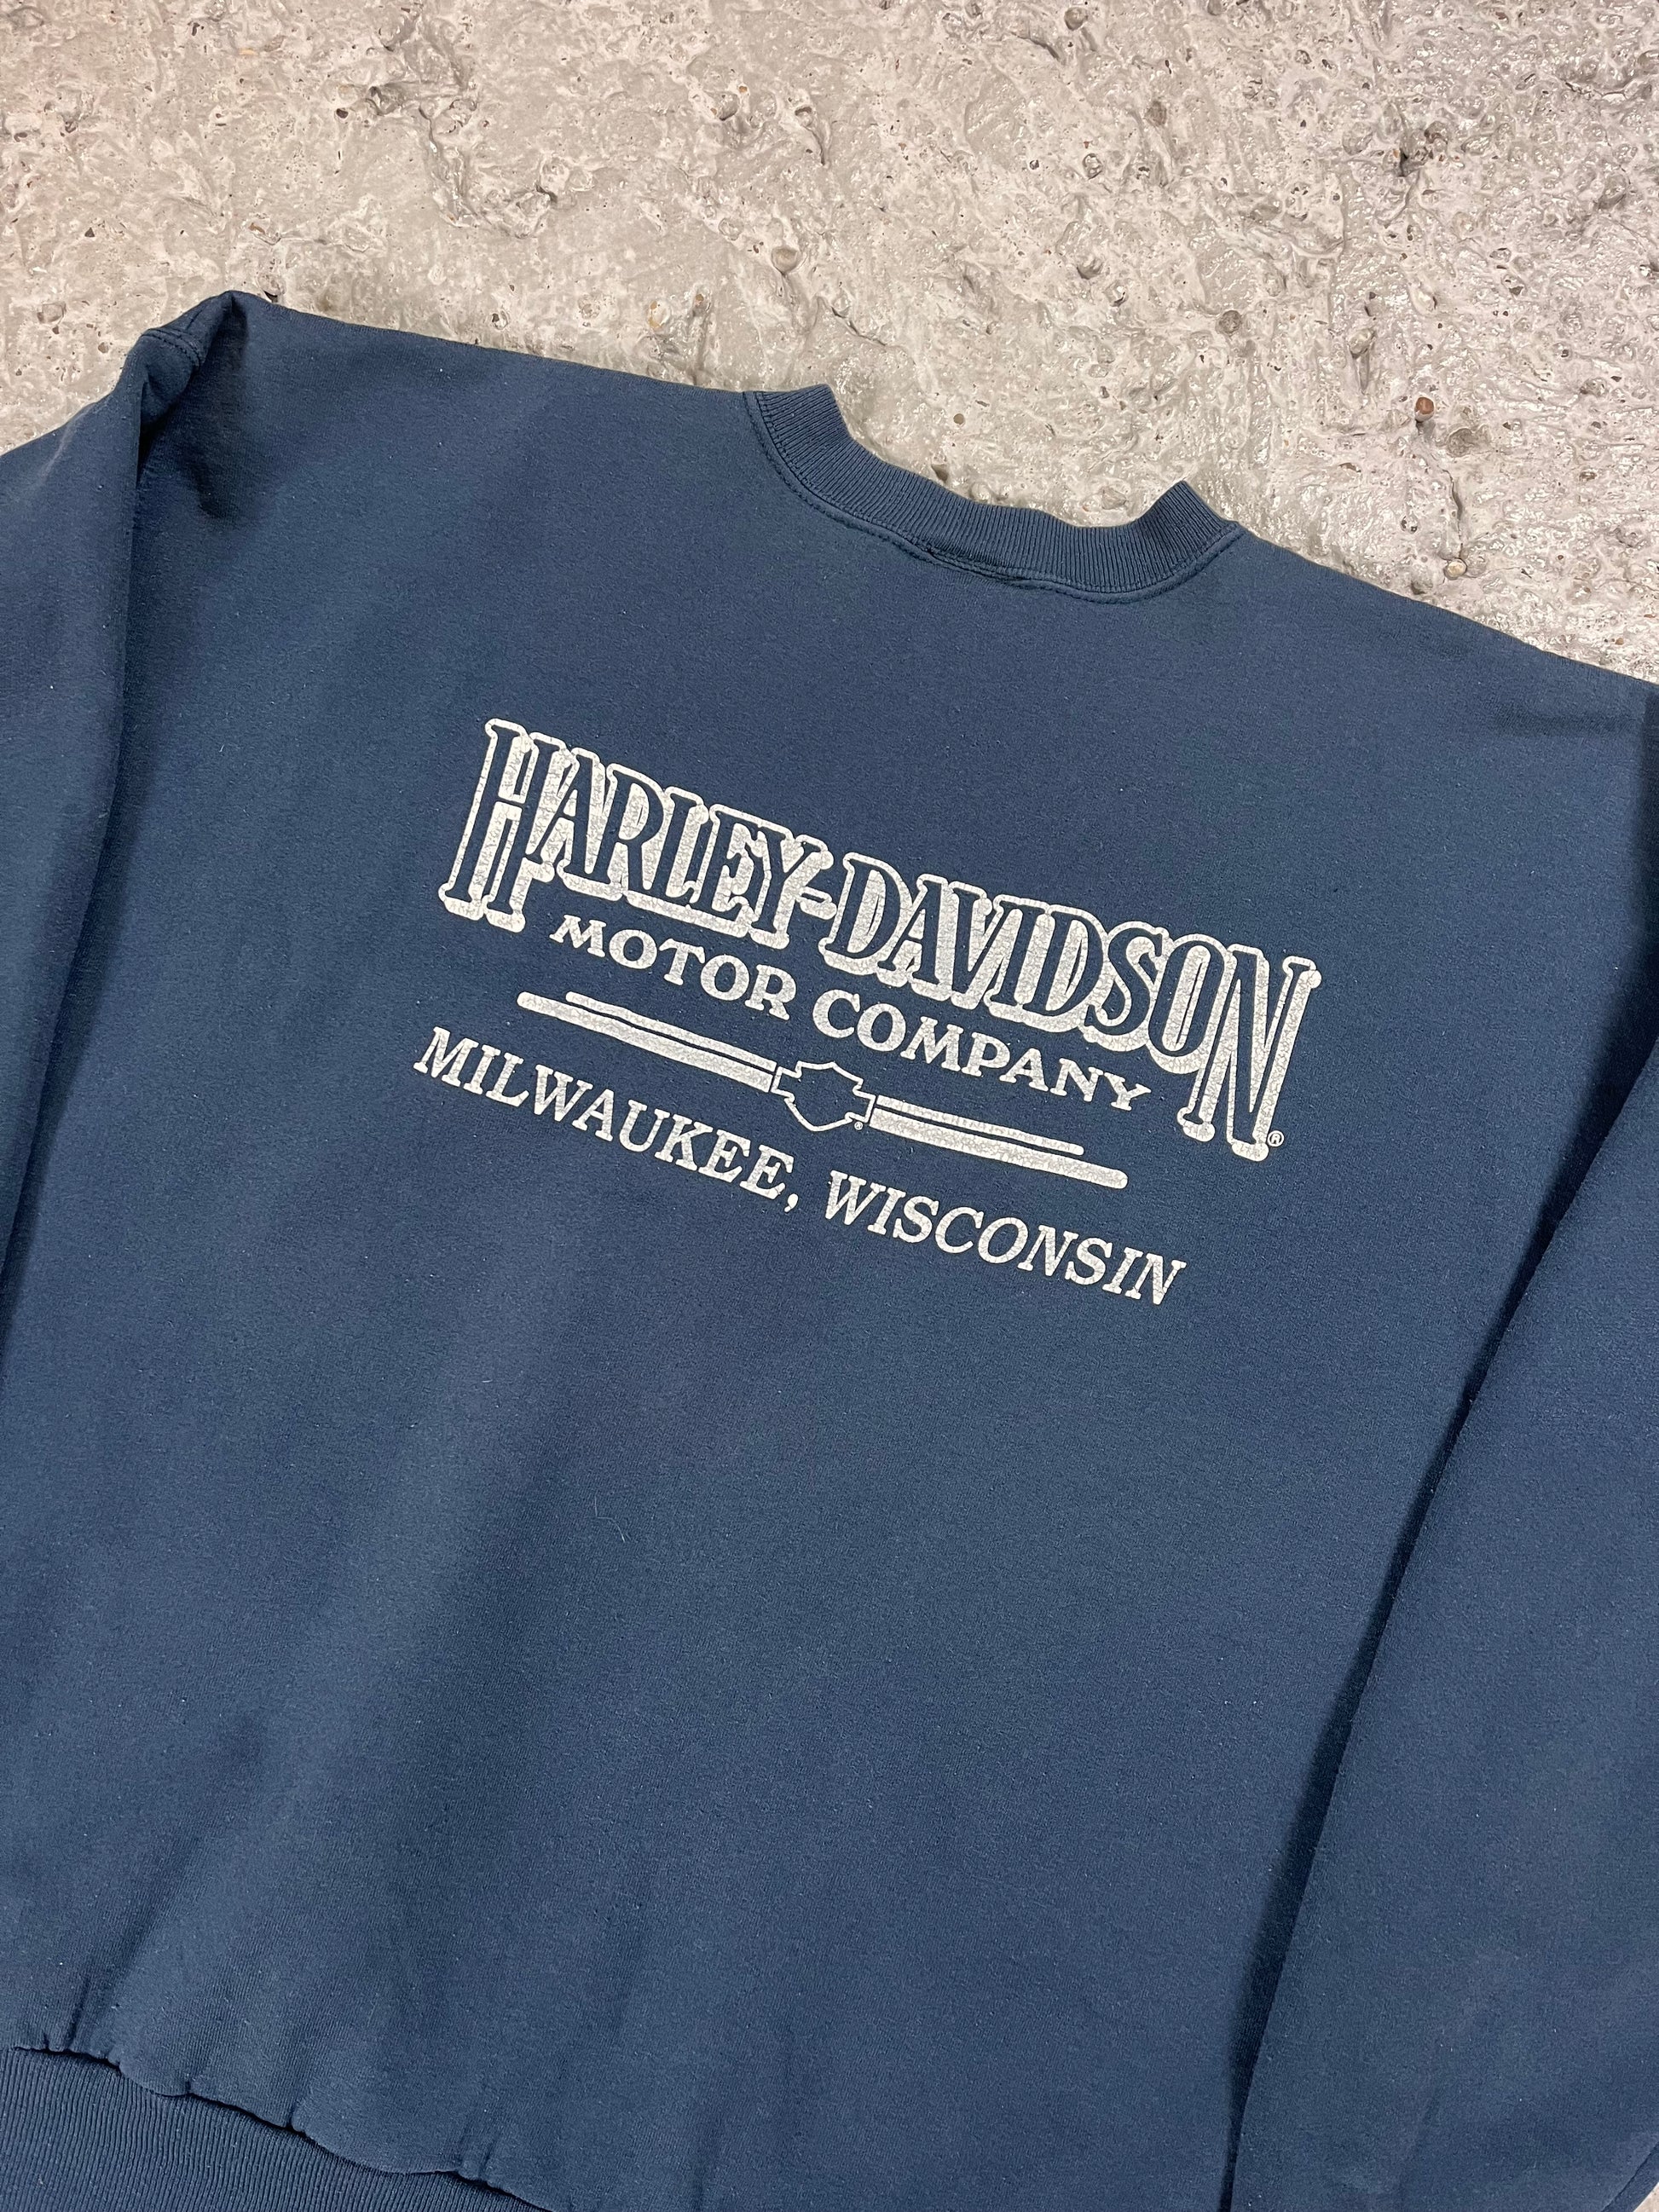 HARLEY-DAVIDSON®
MOTOR COMPANY
®
MILWAUKEE, WISCONSIN